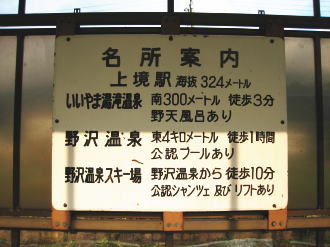 名所案内
上境駅 海抜 324メートル
いいやま湯滝温泉 南300メートル 徒歩3分
野天風呂あり
野沢温泉 東4キロメートル 徒歩1時間
公認プールあり
野沢温泉スキー場 野沢温泉から 徒歩10分
公認シャンツェ 及び リフトあり